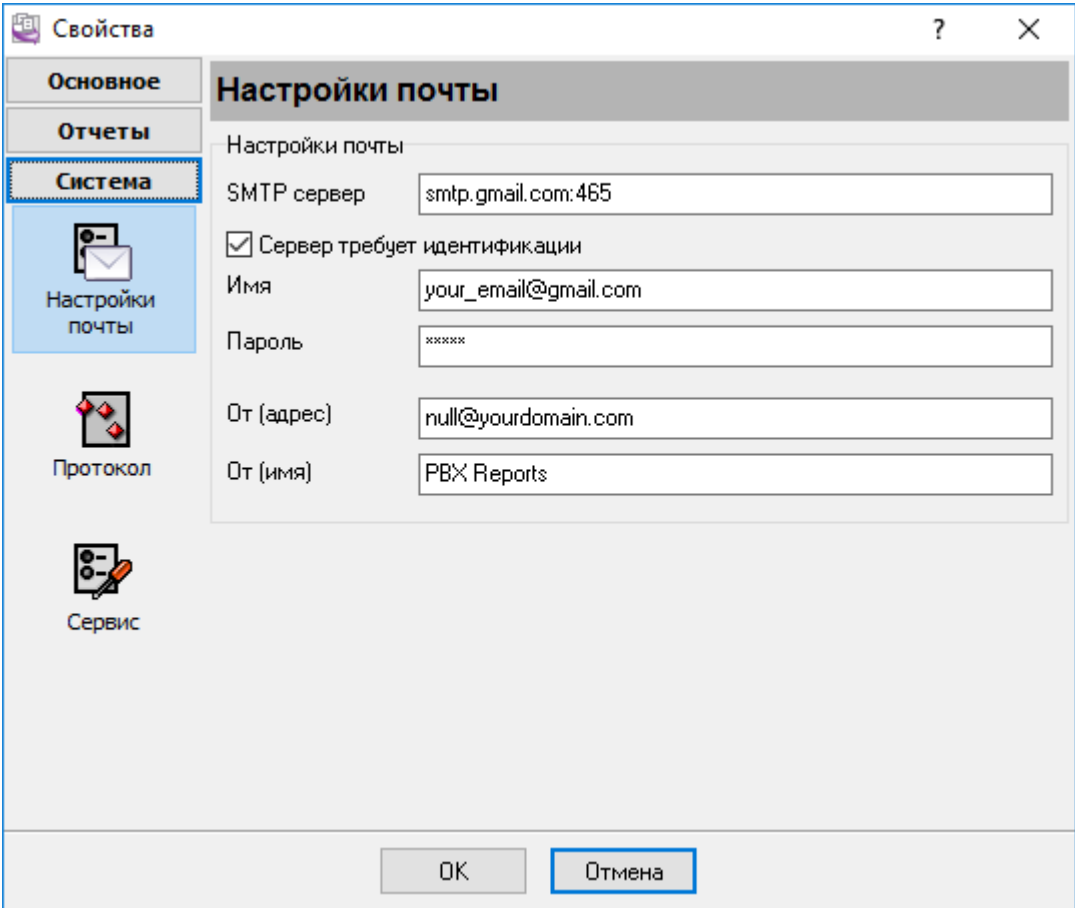 Свойства
?
Основное
Отчеты
Система
Настройки
почты
Протокол
Сервис
Настройки почты
Настройки почты
SMTP сервер
smtp.gmail.com:465
Сервер требует идентификации
Имя
your_email@gmail.com
Пароль
*****
От (адрес)
null@yourdomain.com
От (имя)
PBX Reports
OK
Отмена